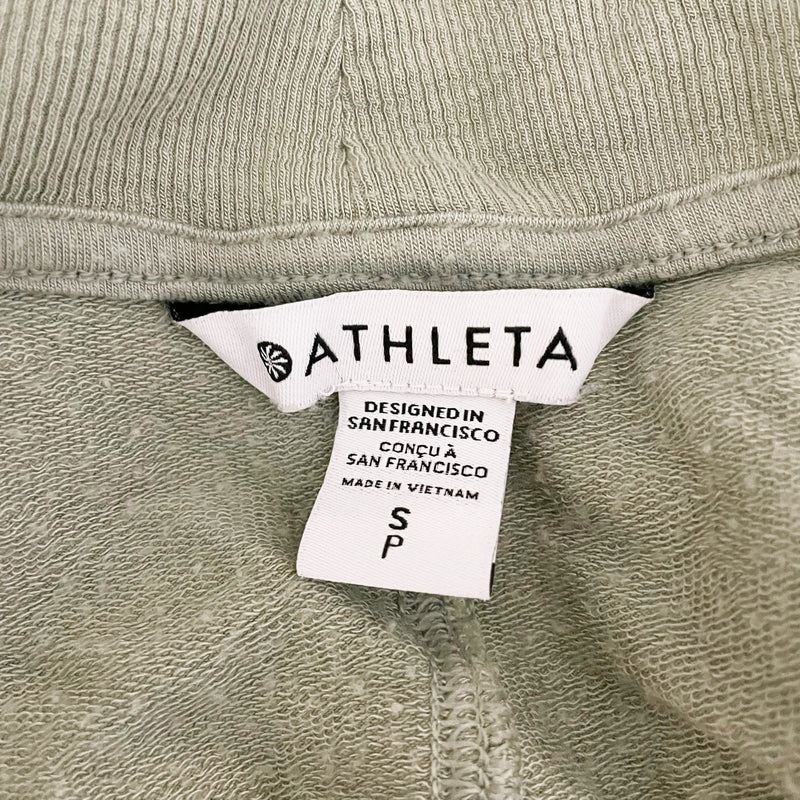 ATHLETA
DESIGNED IN
SAN FRANCISCO
CONÇU À
SAN FRANCISCO
MADE IN VIETNAM
S
P